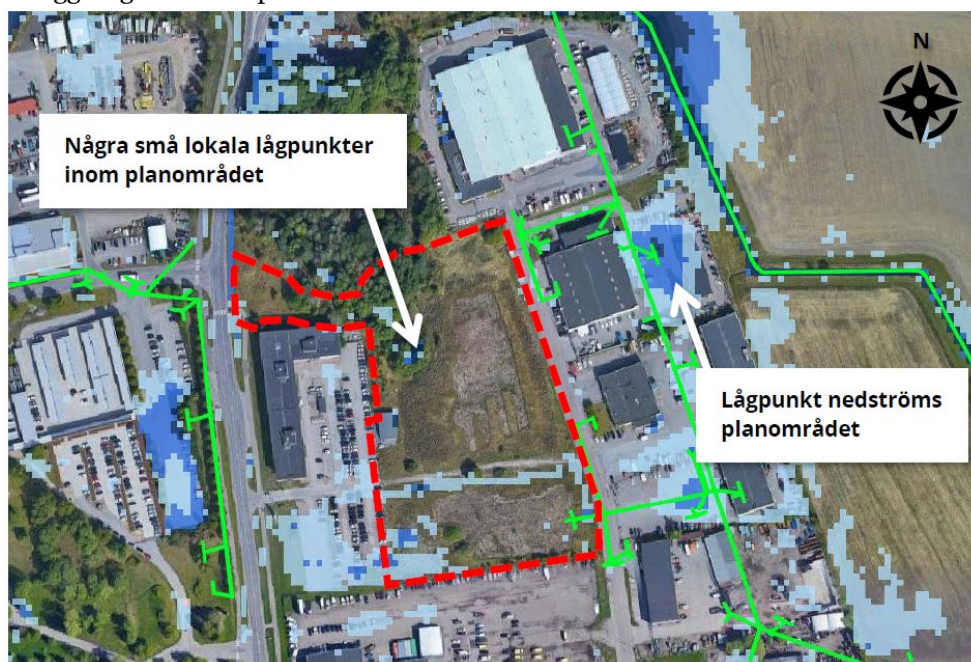 N
Några små lokala lågpunkter
inom planområdet
Lågpunkt nedströms
planområdet